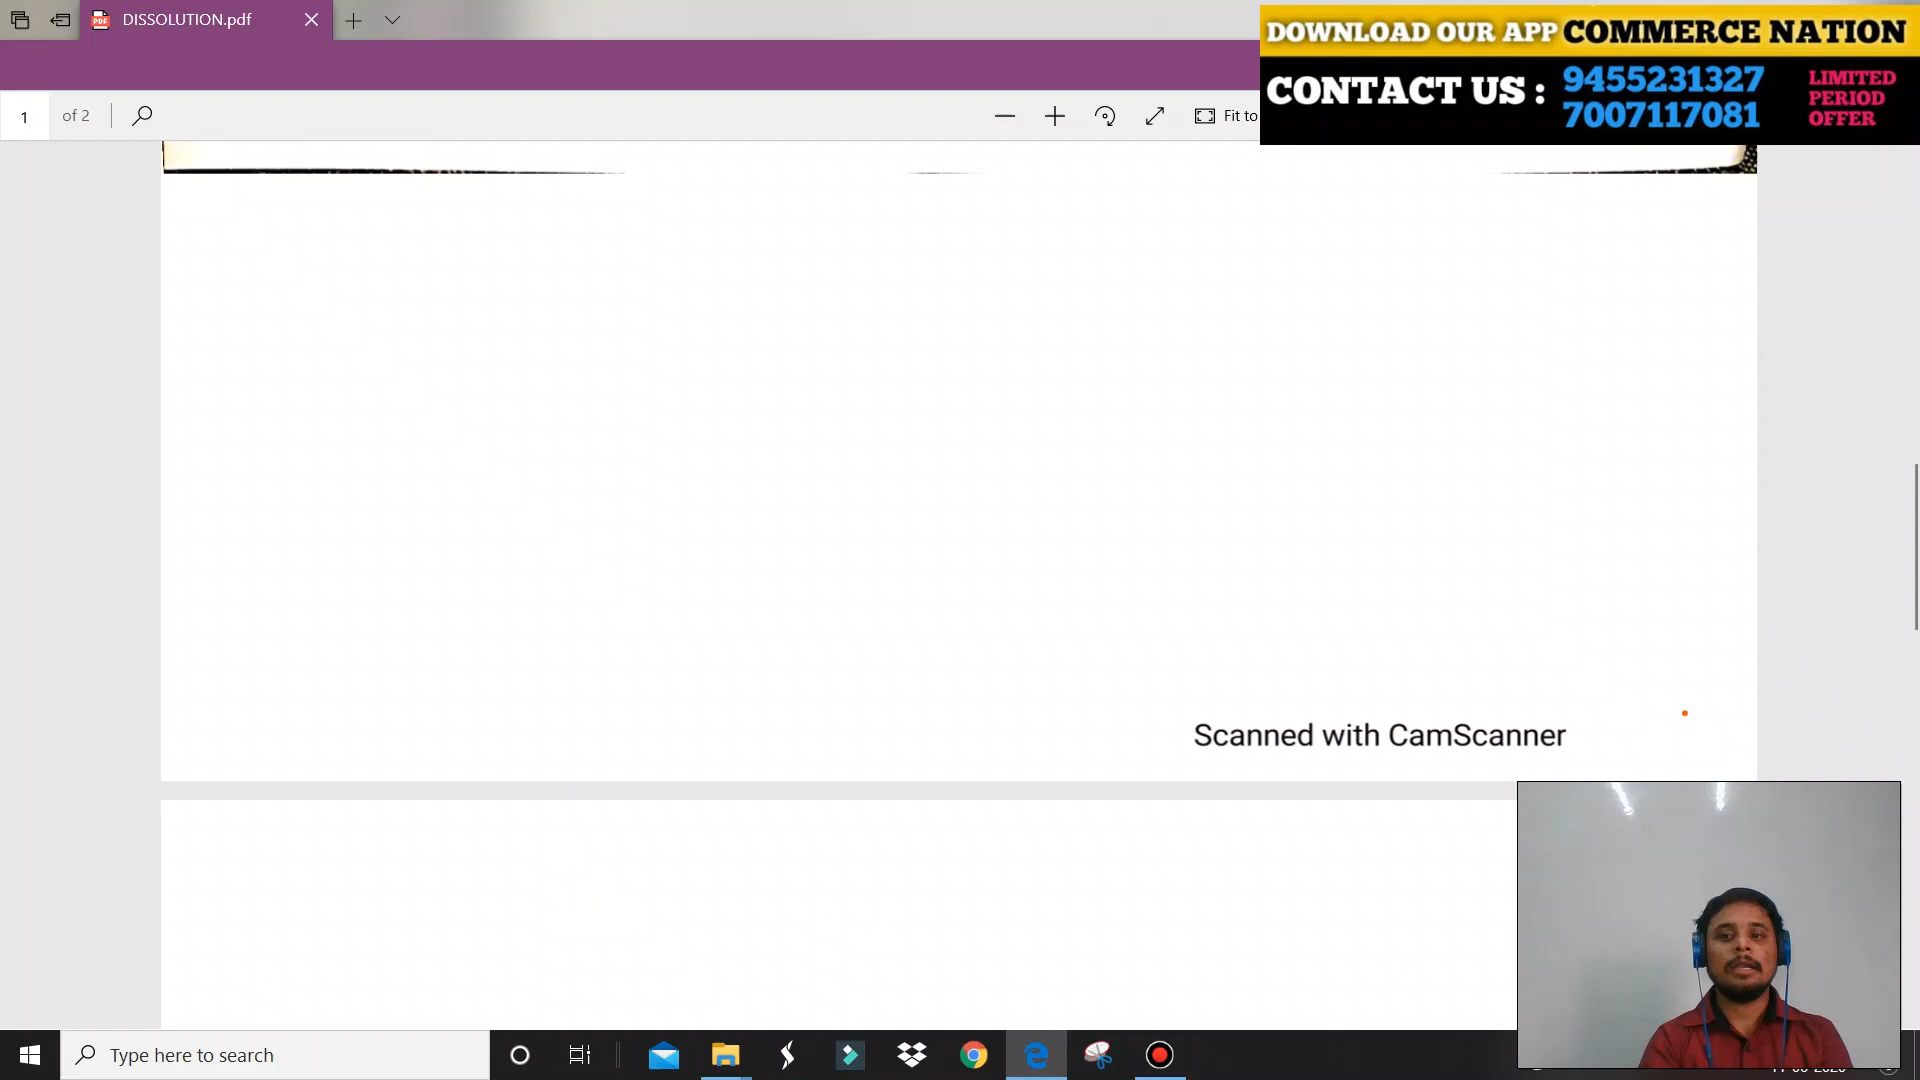 DISSOLUTION.pdf
DOWNLOAD OUR APP COMMERCE NATION
CONTACT US : 9455231327
7007117081
LIMITED
PERIOD
OFFER
1 of 2
Fit to
Scanned with CamScanner
Type here to search